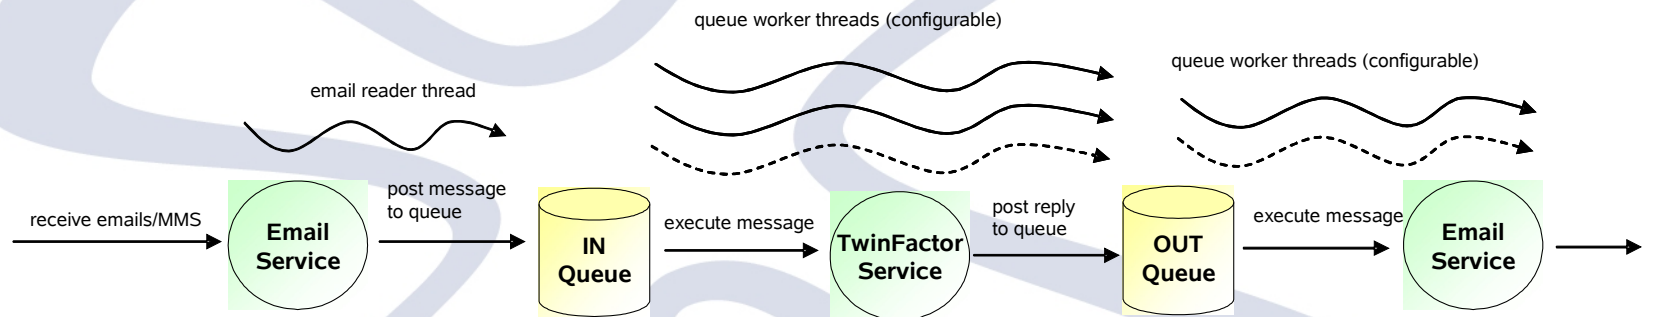 queue worker threads (configurable)
queue worker threads (configurable)
email reader thread
receive emails/MMS
Email
Service
post message
to queue
IN
Queue
execute message
TwinFactor
Service
post reply
to queue
OUT
Queue
execute message
Email
Service